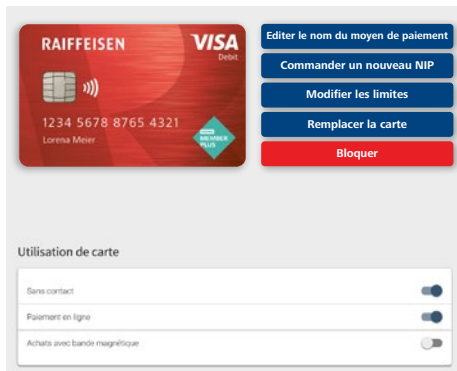 RAIFFEISEN
VISA
Debit
1234 5678 8765 4321
Lorena Meier
MEMBER
PLUS
Editer le nom du moyen de paiement
Commander un nouveau NIP
Modifier les limites
Remplacer la carte
Bloquer
Utilisation de carte
Sans contact
Paiement en ligne
Achats avec bande magnétique